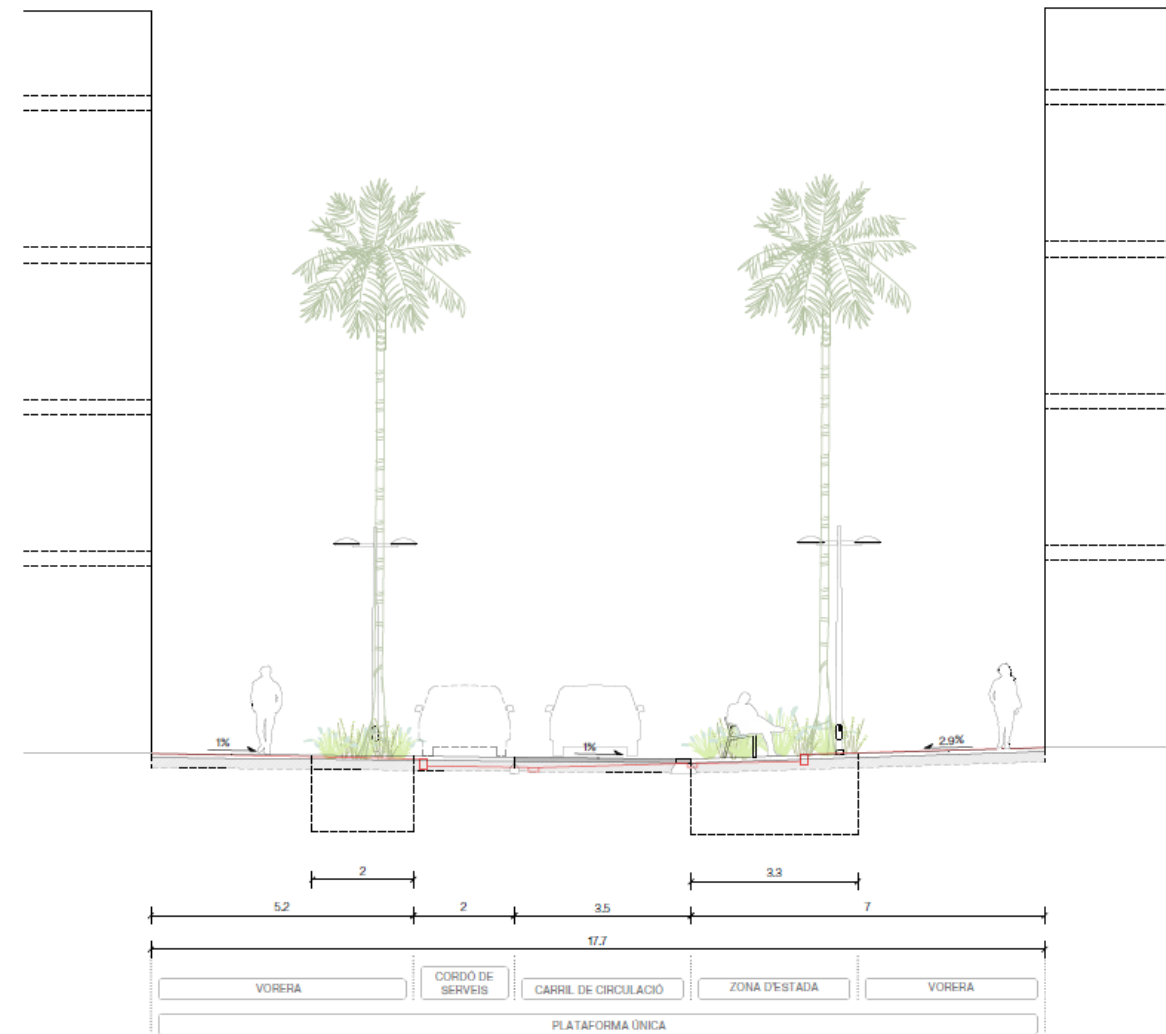 1%
1%
2.9%
2
3.3
5.2
2
3.5
7
17.7
VORERA
CORDÓ DE
SERVEIS
CARRIL DE CIRCULACIÓ
ZONA D'ESTADA
VORERA
PLATAFORMA ÚNICA